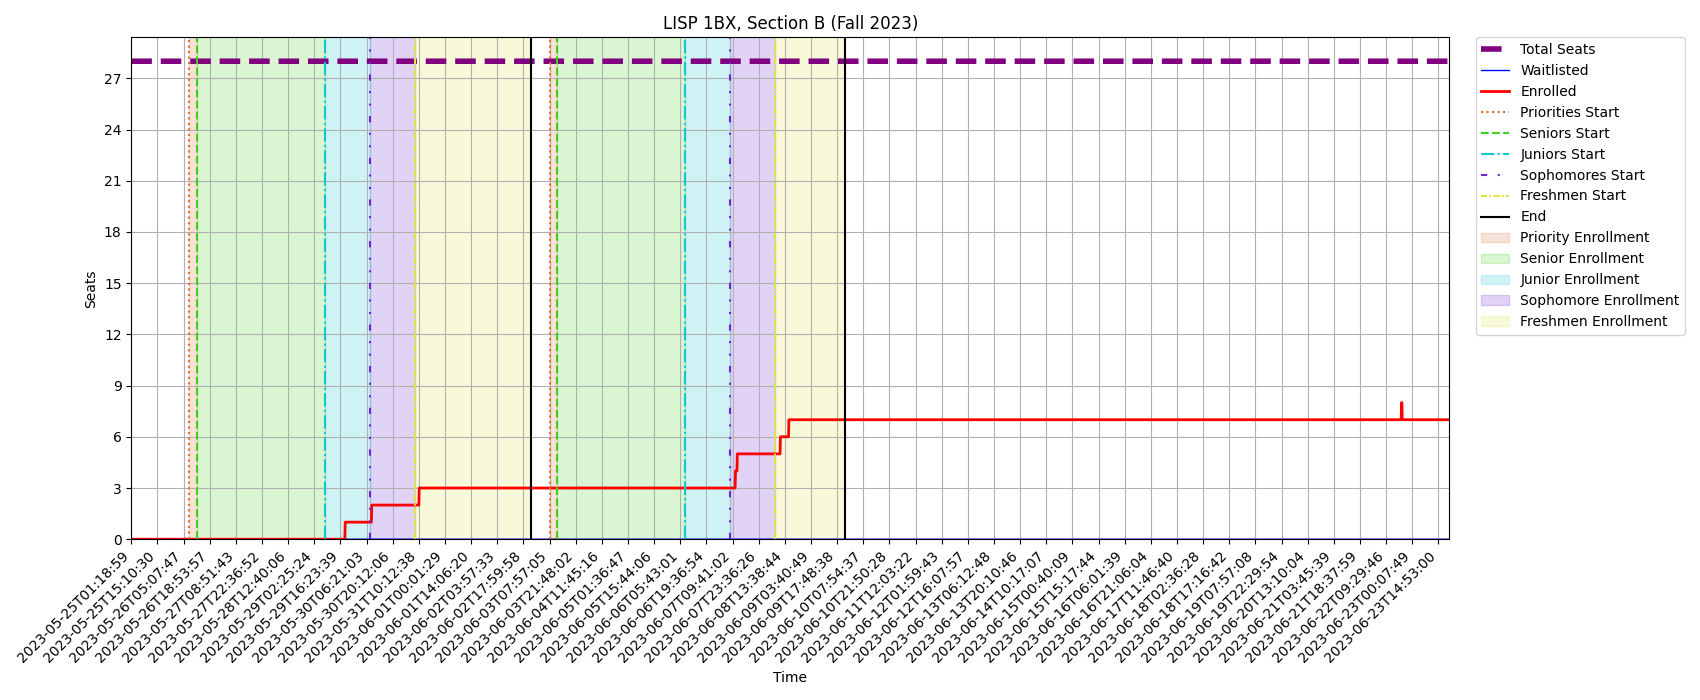 LISP 1BX, Section B (Fall 2023)
Seats
27
24
21
18
15
12
9
6
3
0
2023-05-25T01:18:59
2023-05-25T15:10:30
2023-05-26T05:07:47
2023-05-26T18:53:57
2023-05-27T08:51:43
2023-05-27T22:36:52
2023-05-28T12:40:06
2023-05-29T02:25:24
2023-05-29T16:23:39
2023-05-30T06:21:03
2023-05-30T20:12:06
2023-05-31T10:12:38
2023-06-01T00:01:29
2023-06-01T14:06:20
2023-06-02T03:57:33
2023-06-02T17:59:58
2023-06-03T07:57:05
2023-06-03T21:48:02
2023-06-04T11:45:16
2023-06-05T01:36:47
2023-06-05T15:44:06
2023-06-06T05:43:01
2023-06-06T19:36:54
2023-06-07T09:41:02
2023-06-07T23:36:26
2023-06-08T13:38:44
2023-06-09T03:40:49
2023-06-09T17:48:38
2023-06-10T07:54:37
2023-06-10T21:50:28
2023-06-11T12:03:22
2023-06-12T01:59:43
2023-06-12T16:07:57
2023-06-13T06:12:48
2023-06-13T20:10:46
2023-06-14T10:17:07
2023-06-15T00:40:09
2023-06-15T15:17:44
2023-06-16T06:01:39
2023-06-16T21:06:04
2023-06-17T11:46:40
2023-06-18T02:36:28
2023-06-18T17:16:42
2023-06-19T07:57:08
2023-06-19T22:29:54
2023-06-20T13:10:04
2023-06-21T03:45:39
2023-06-21T18:37:59
2023-06-22T09:29:46
2023-06-23T00:07:49
2023-06-23T14:53:00
Time
Total Seats
Waitlisted
Enrolled
Priorities Start
Seniors Start
Juniors Start
Sophomores Start
Freshmen Start
End
Priority Enrollment
Senior Enrollment
Junior Enrollment
Sophomore Enrollment
Freshmen Enrollment